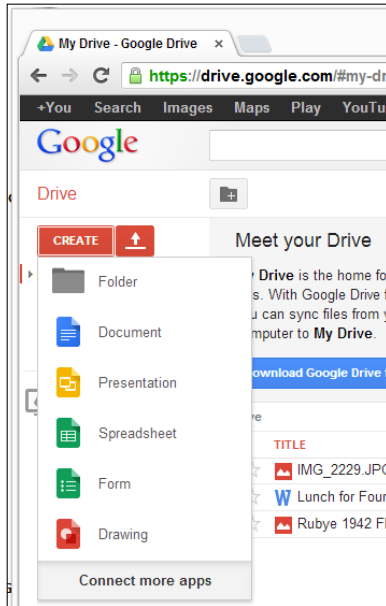 My Drive - Google Drive ×
https://drive.google.com/#my-dr
+You Search Images Maps Play YouTu
Google
Drive
CREATE
Meet your Drive
Folder
Drive is the home fo
s. With Google Drive
Document
can sync files from
mputer to My Drive.
Presentation
ownload Google Drive
Spreadsheet
ve
TITLE
IMG_2229.JPG
Form
W Lunch for Four
Drawing
Rubye 1942 Fl
Connect more apps